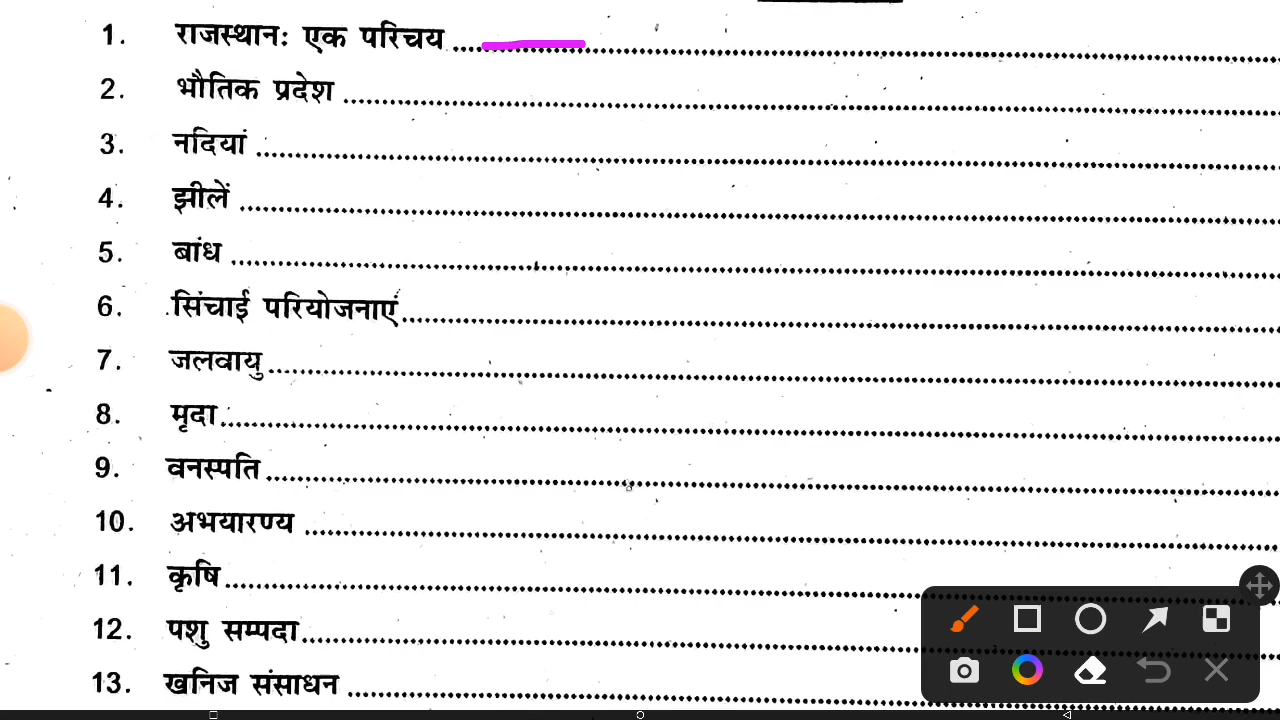 1. राजस्थानः एक परिचय
2. भौतिक प्रदेश
3. नदियां
4. झीलें
5. बांध
6. सिंचाई परियोजनाएं
7. जलवायु
8. मृदा
9. वनस्पति
10. अभयारण्य
11. कृषि
12. पशु सम्पदा
13. खनिज संसाधन